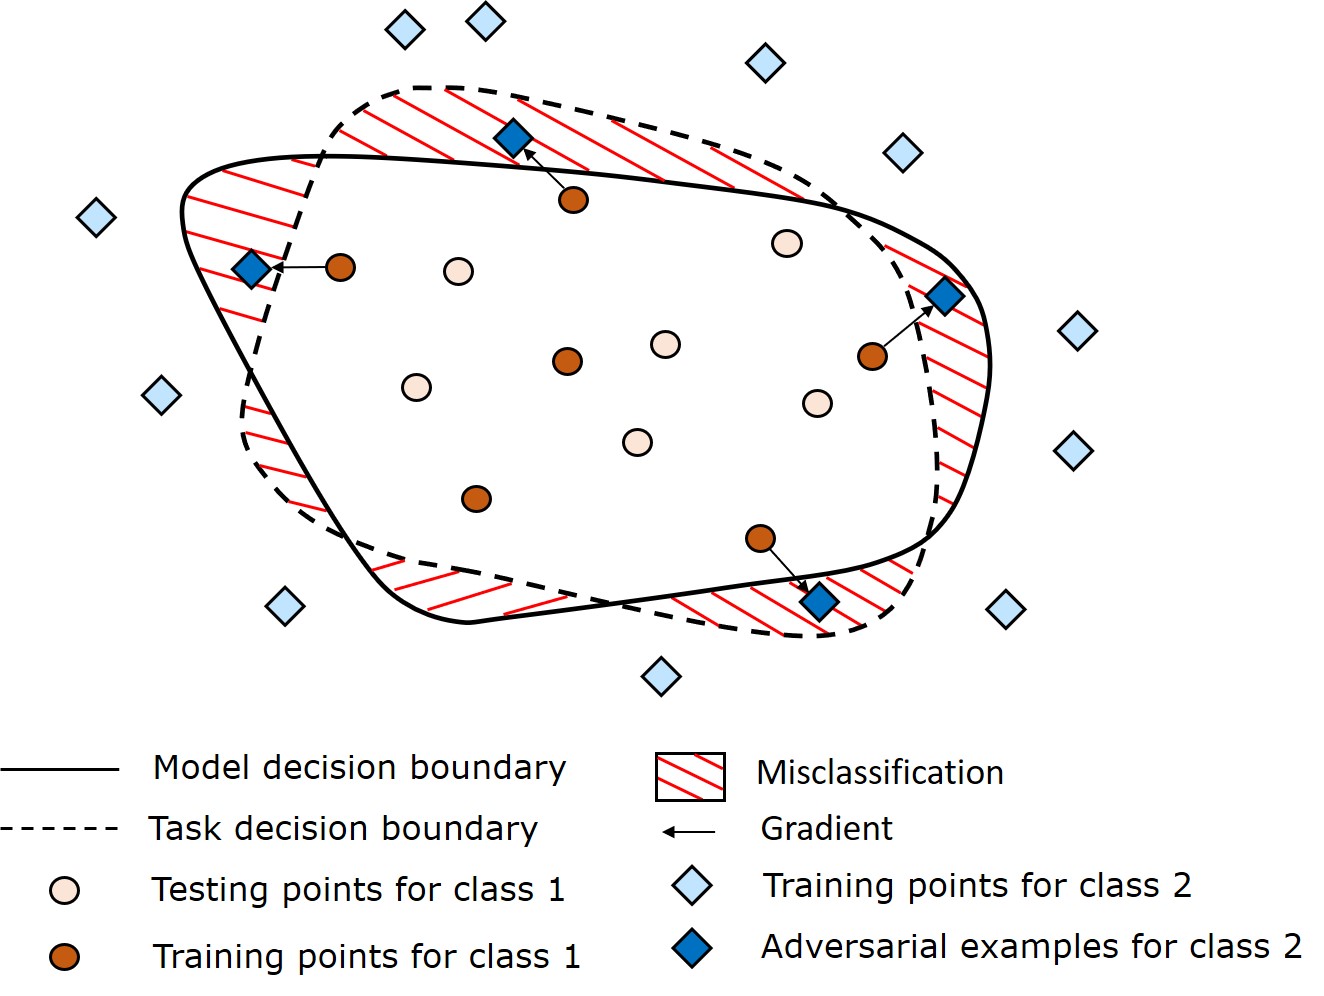 Model decision boundary
Misclassification
Task decision boundary
Gradient
Testing points for class 1
Training points for class 2
Training points for class 1
Adversarial examples for class 2